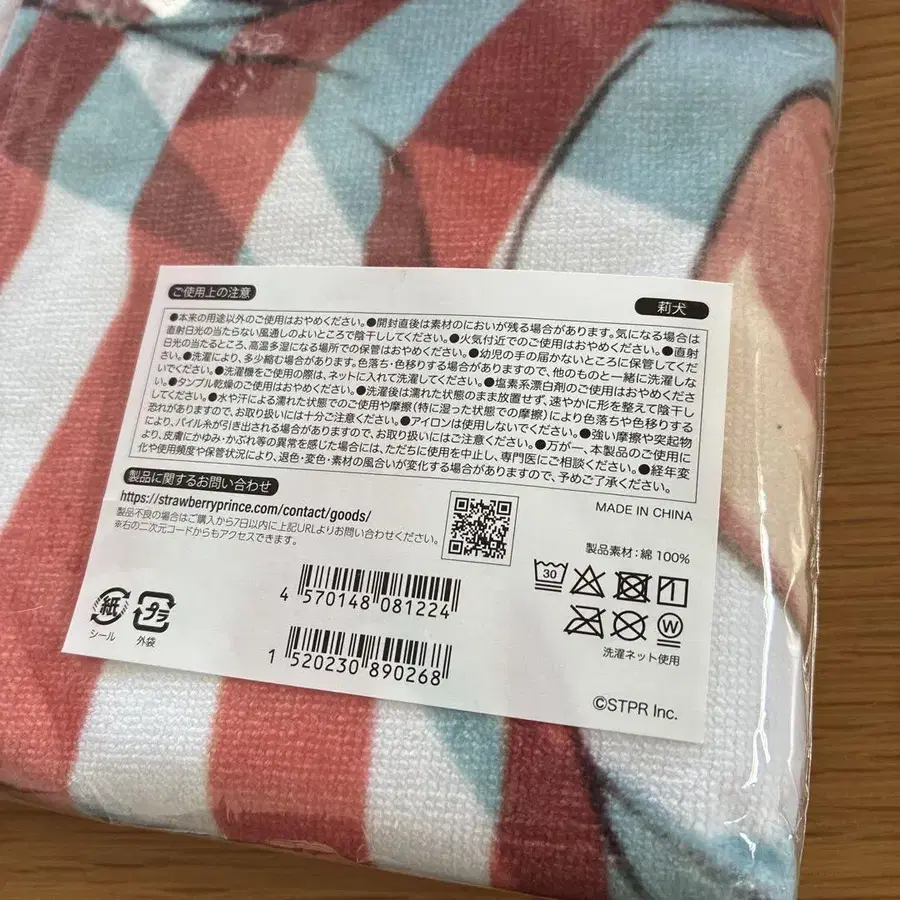 ご使用上の注意
莉犬
●本来の用途以外のご使用はおやめください。●開封直後は素材のにおいが残る場合があります。気になる場合は
直射日光の当たらない風通しのよいところで陰干ししてください。●火気付近でのご使用はおやめください。●直射
日光の当たるところ、高温多湿になる場所での保管はおやめください。●幼児の手の届かないところに保管してくだ
さい。●洗濯により、多少縮む場合があります。色落ち・色移りする場合がありますので、他のものと一緒に洗濯しな
いでください。●洗濯機をご使用の際は、ネットに入れて洗濯してください。●塩素系漂白剤のご使用はおやめくださ
い。●タンブル乾燥のご使用はおやめください。●洗濯後は濡れた状態のまま放置せず、速やかに形を整えて陰干し
してください。●水や汗による濡れた状態でのご使用や摩擦(特に湿った状態での摩擦)により色落ちや色移りする
恐れがありますので、お取り扱いには十分ご注意ください。●アイロンは使用しないでください。●強い摩擦や突起物
により、パイル糸が引き出される場合がありますので、お取り扱いにはご注意ください。●万が一、本製品のご使用に
より、皮膚にかゆみ・かぶれ等の異常を感じた場合には、ただちに使用を中止し、専門医にご相談ください。●経年変
化や使用頻度や保管状況により、退色・変色・素材の風合いが変化する場合がありますので、予めご了承ください。
製品に関するお問い合わせ
https://strawberryprince.com/contact/goods/
製品不良の場合はご購入から7日以内に上記URLよりお問い合わせください。
※右の二次元コードからもアクセスできます。
MADE IN CHINA
製品素材:綿100%
30
W
洗濯ネット使用
紙
シール
プラ
外袋
4 570148 081224
1 520230 890268
©STPR Inc.